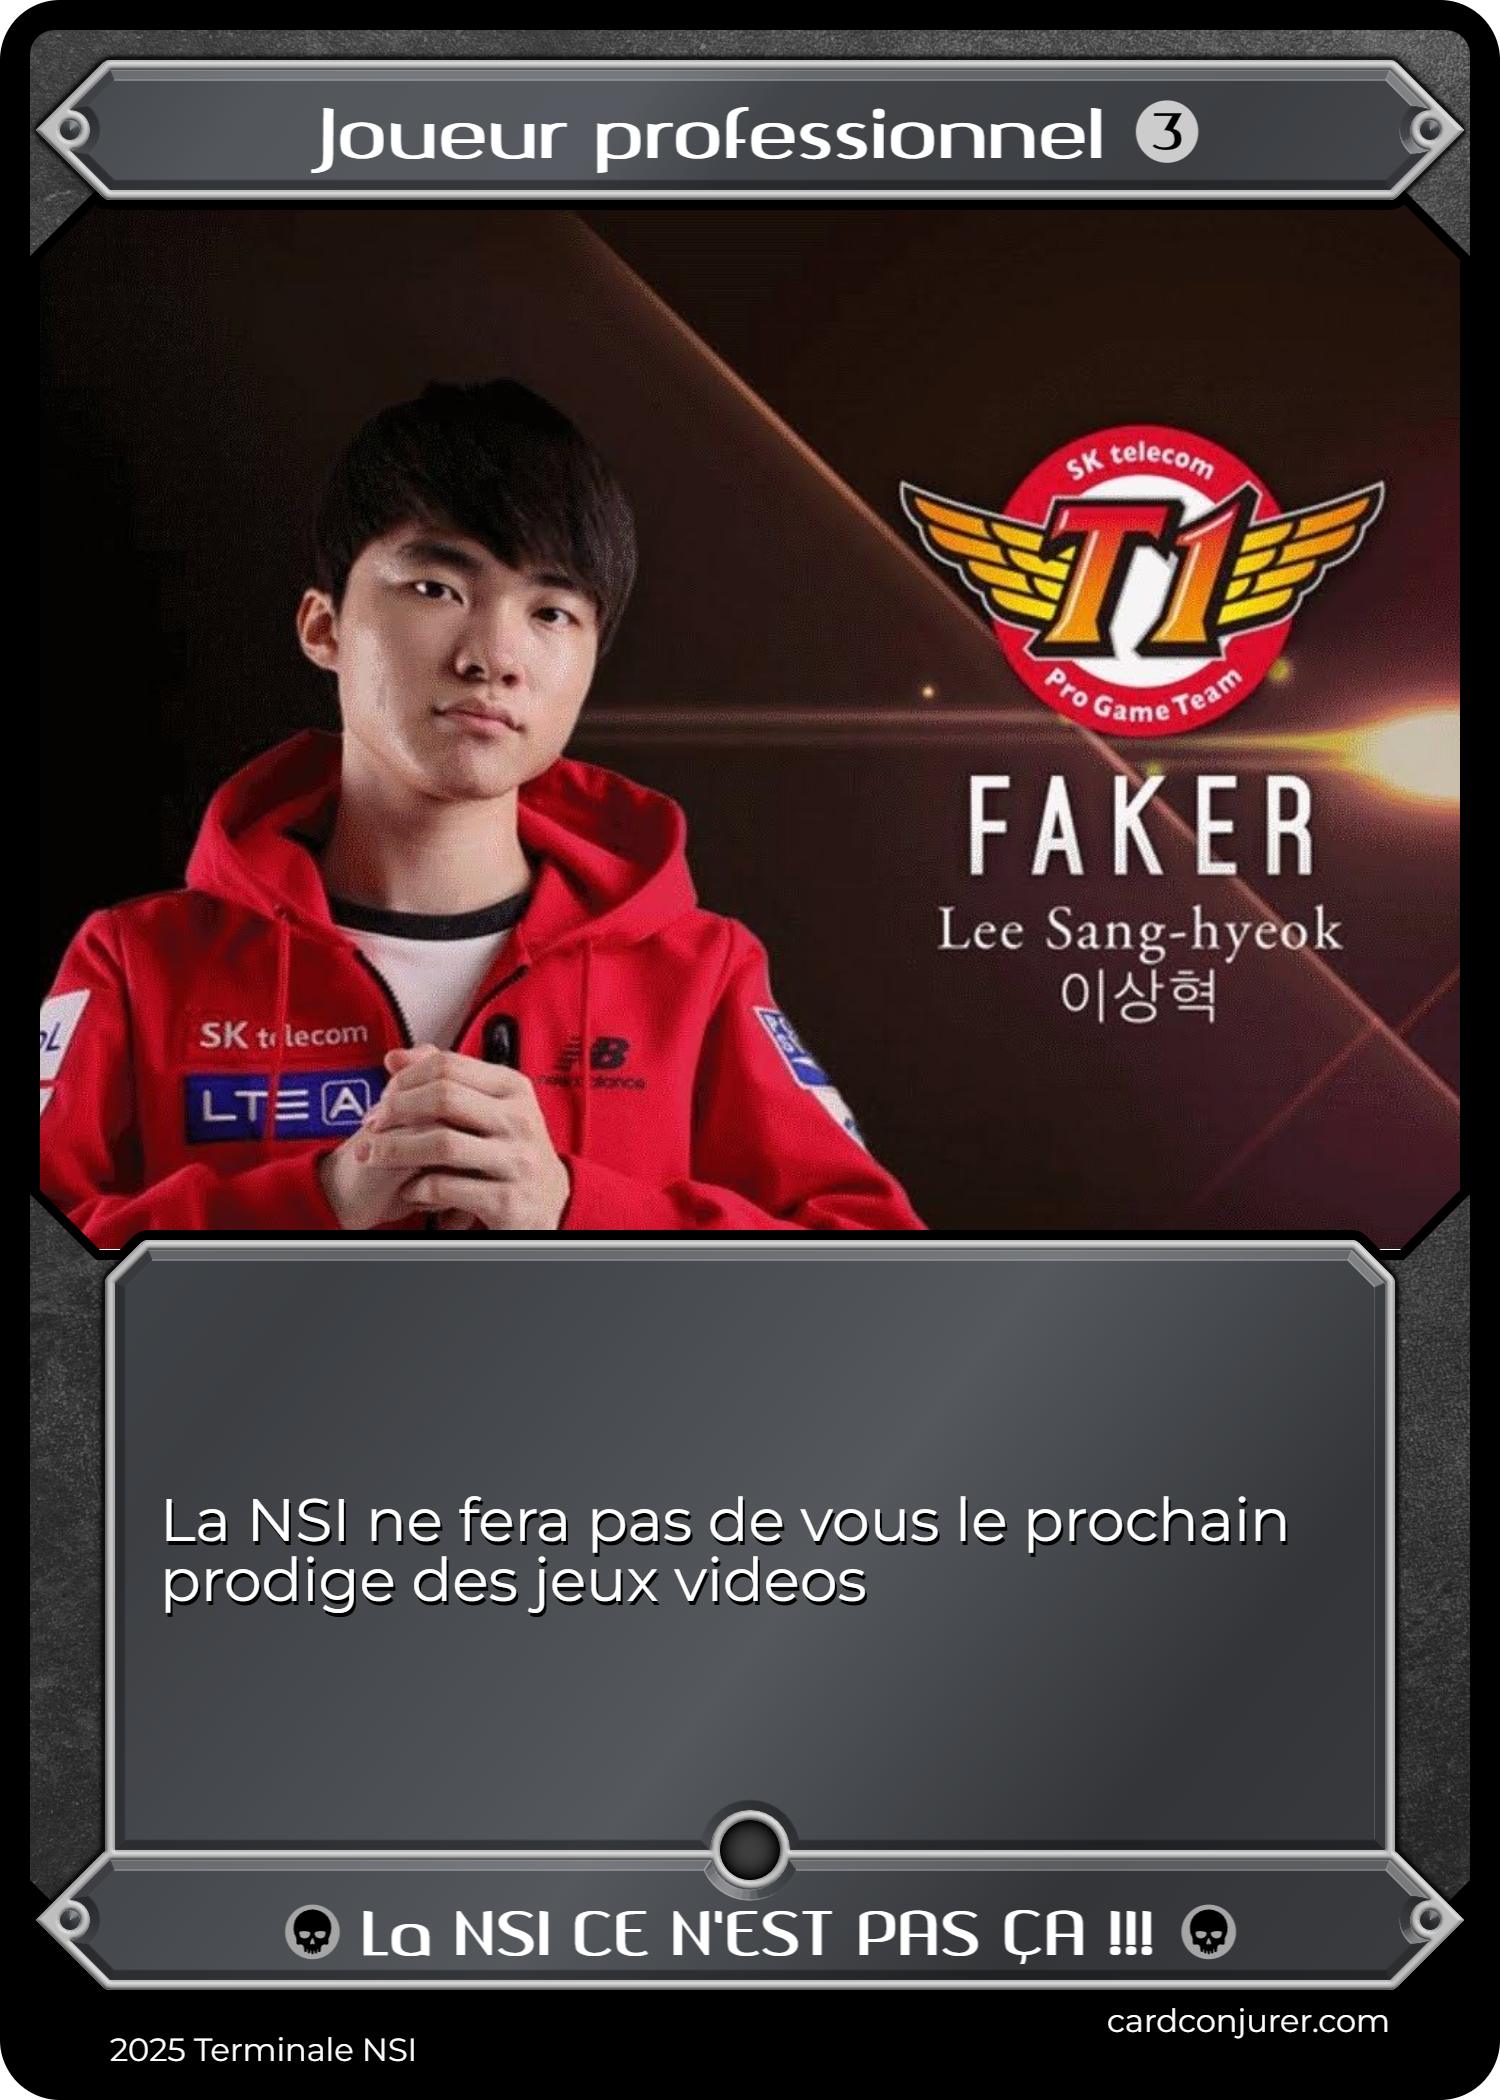 Joueur professionnel 3
SK telecom
T1
Pro Game Team
FAKER
Lee Sang-hyeok
이상혁
SK telecom
LTE A
new balance
La NSI ne fera pas de vous le prochain
prodige des jeux videos
La NSI CE N'EST PAS ÇA !!!
cardconjurer.com
2025 Terminale NSI